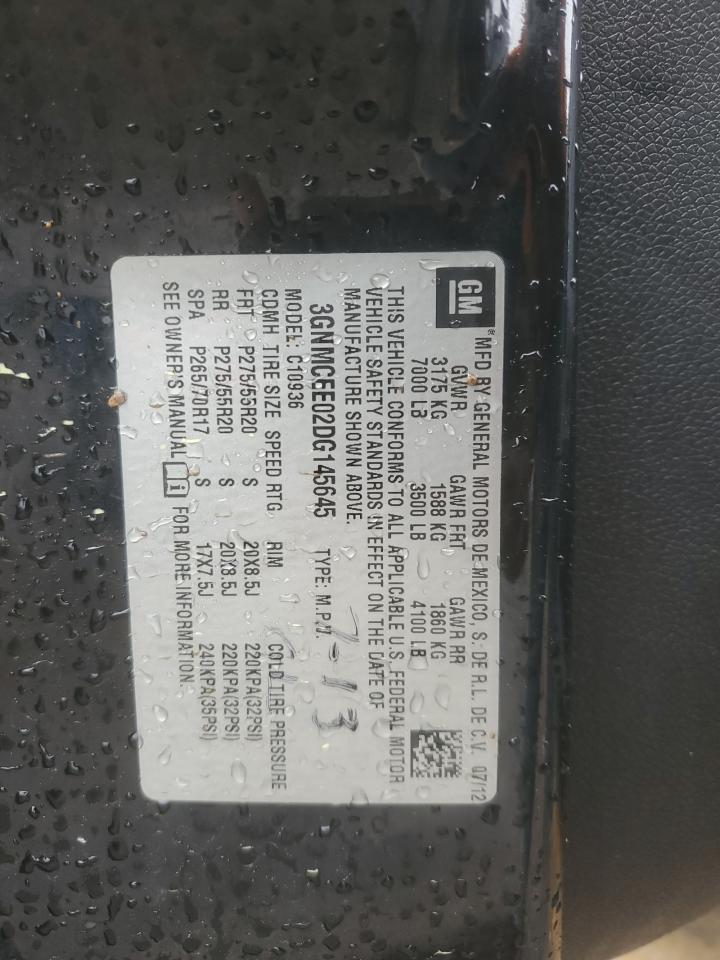 GM
MFD BY GENERAL MOTORS DE MEXICO, S. DE R.L. DE C.V. 07/12
GVWR GAWR FRT GAWR RR
3175 KG 1588 KG 1860 KG
7000 LB 3500 LB 4100 LB
THIS VEHICLE CONFORMS TO ALL APPLICABLE U.S. FEDERAL MOTOR
VEHICLE SAFETY STANDARDS IN EFFECT ON THE DATE OF
MANUFACTURE SHOWN ABOVE.
3GNMCEE02DG145645 TYPE: M.P.V.
7-13
MODEL: C10936
CDMH TIRE SIZE SPEED RTG RIM COLD TIRE PRESSURE
FRT P275/55R20 S 20X8.5J 220KPA(32PSI)
RR P275/55R20 S 20X8.5J 220KPA(32PSI)
SPA P265/70R17 S 17X7.5J 240KPA(35PSI)
SEE OWNER'S MANUAL i FOR MORE INFORMATION.